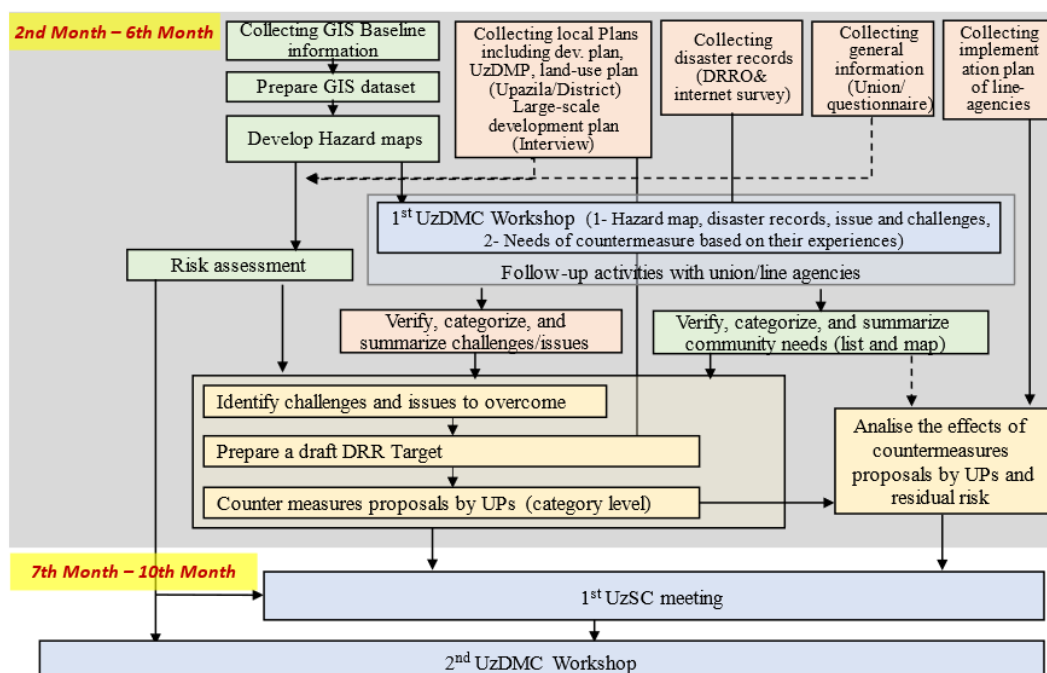 2nd Month – 6th Month
Collecting GIS Baseline
information
Prepare GIS dataset
Develop Hazard maps
Collecting local Plans
including dev. plan,
UzDMP, land-use plan
(Upazila/District)
Large-scale
development plan
(Interview)
Collecting
disaster records
(DRRO&
internet survey)
Collecting
general
information
(Union/
questionnaire)
Collecting
implement
ation plan
of line-
agencies
1st UzDMC Workshop (1- Hazard map, disaster records, issue and challenges,
2- Needs of countermeasure based on their experiences)
Follow-up activities with union/line agencies
Risk assessment
Verify, categorize, and
summarize challenges/issues
Verify, categorize, and summarize
community needs (list and map)
Identify challenges and issues to overcome
Prepare a draft DRR Target
Counter measures proposals by UPs (category level)
Analise the effects of
countermeasures
proposals by UPs and
residual risk
7th Month – 10th Month
1st UzSC meeting
2nd UzDMC Workshop